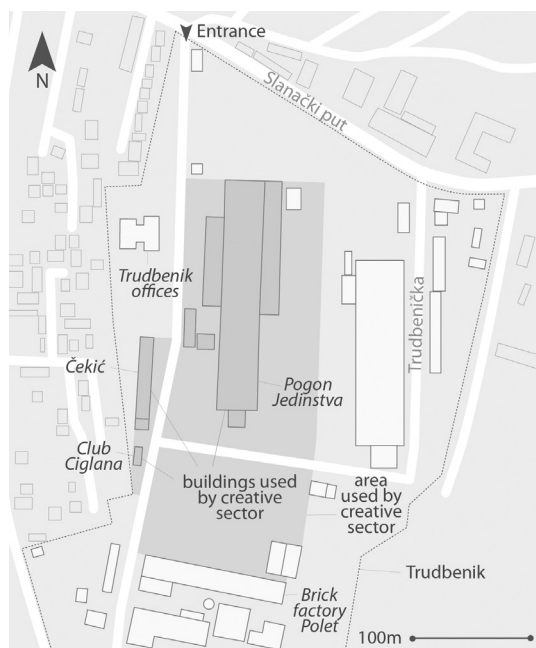 Entrance
N
Slanački put
Trudbenik
offices
Trudbenička
Čekić
Pogon
Jedinstva
Club
Ciglana
buildings used
by creative
sector
area
used by
creative
sector
Trudbenik
Brick
factory
Polet
100m